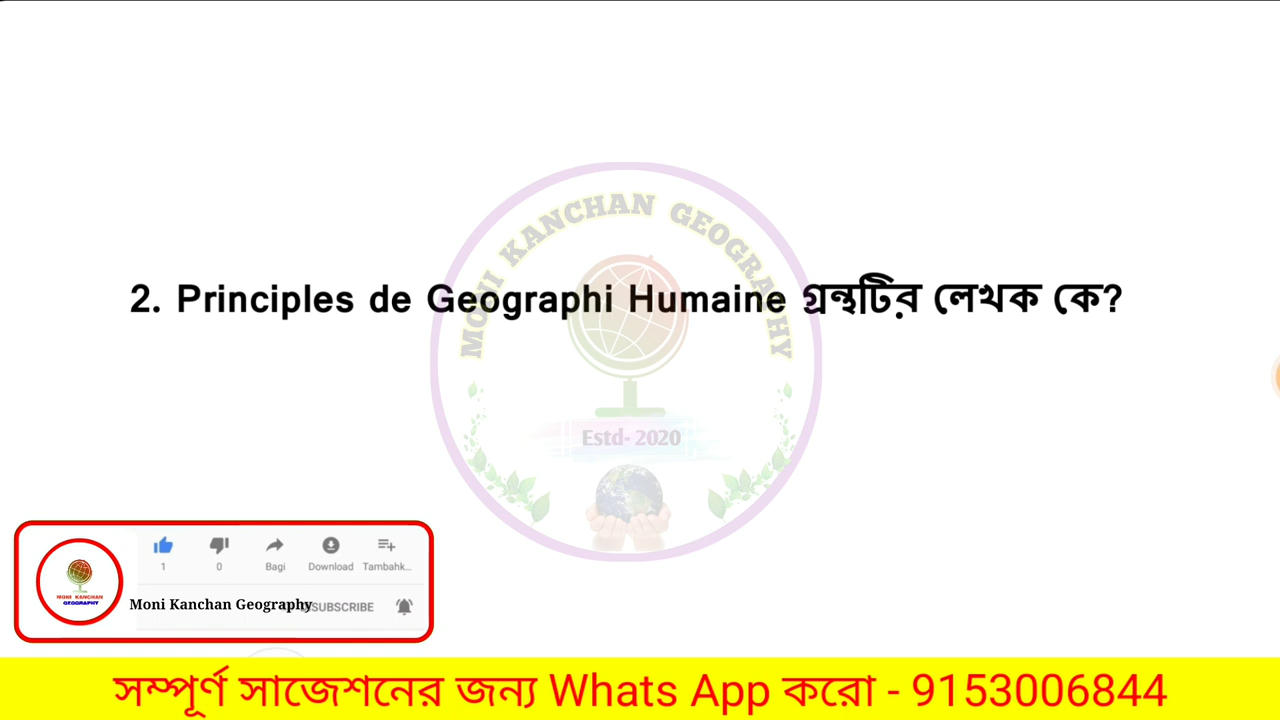 MONI KANCHAN GEOGRAPHY
2. Principles de Geographi Humaine গ্রন্থটির লেখক কে?
Estd- 2020
1 0 Bagi Download Tambahk...
MONI KANCHAN
GEOGRAPHY
Moni Kanchan Geography SUBSCRIBE
সম্পূর্ণ সাজেশনের জন্য Whats App করো - 9153006844